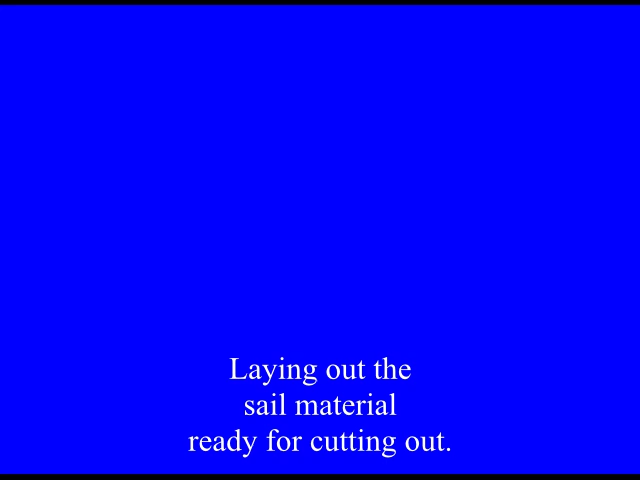 Laying out the
sail material
ready for cutting out.